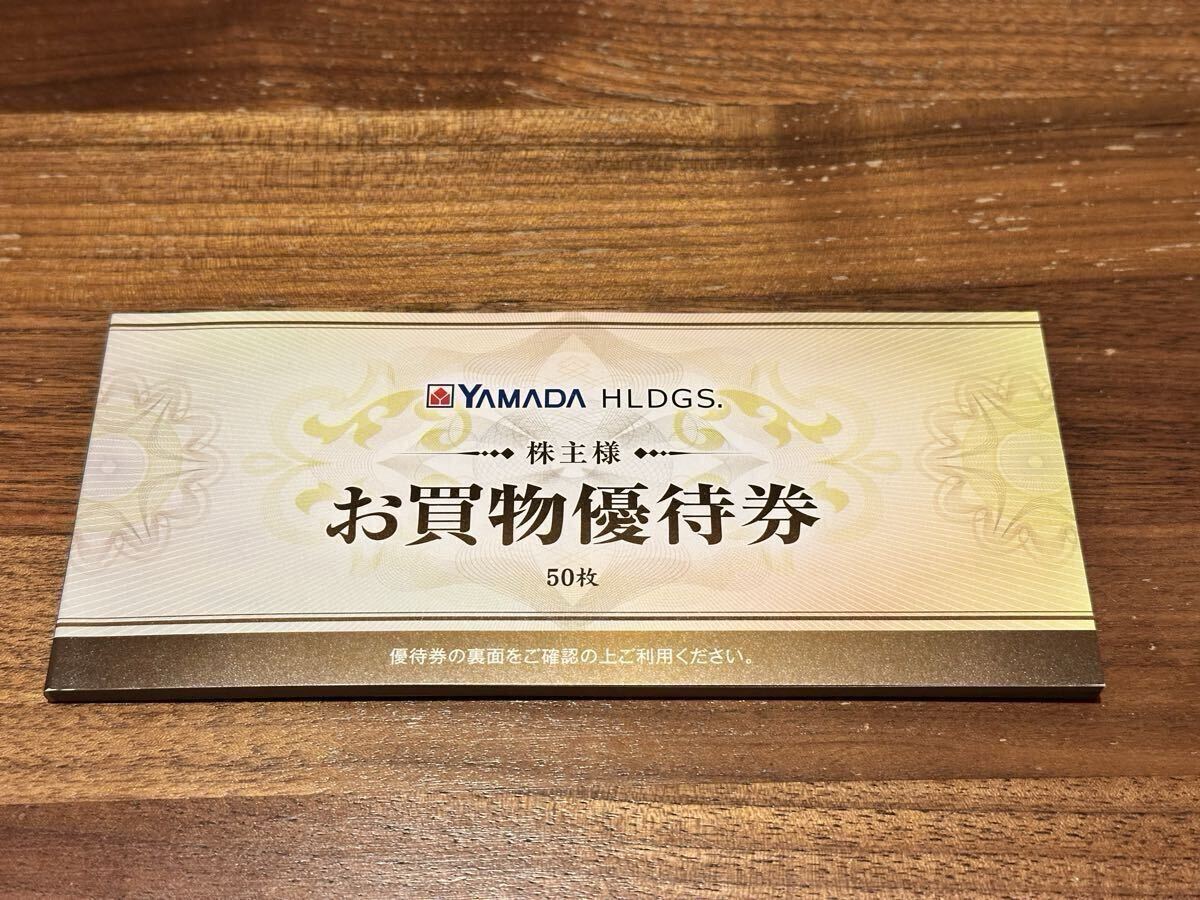 YAMADA HLDGS.
株主様
お買物優待券
50枚
優待券の裏面をご確認の上ご利用ください。